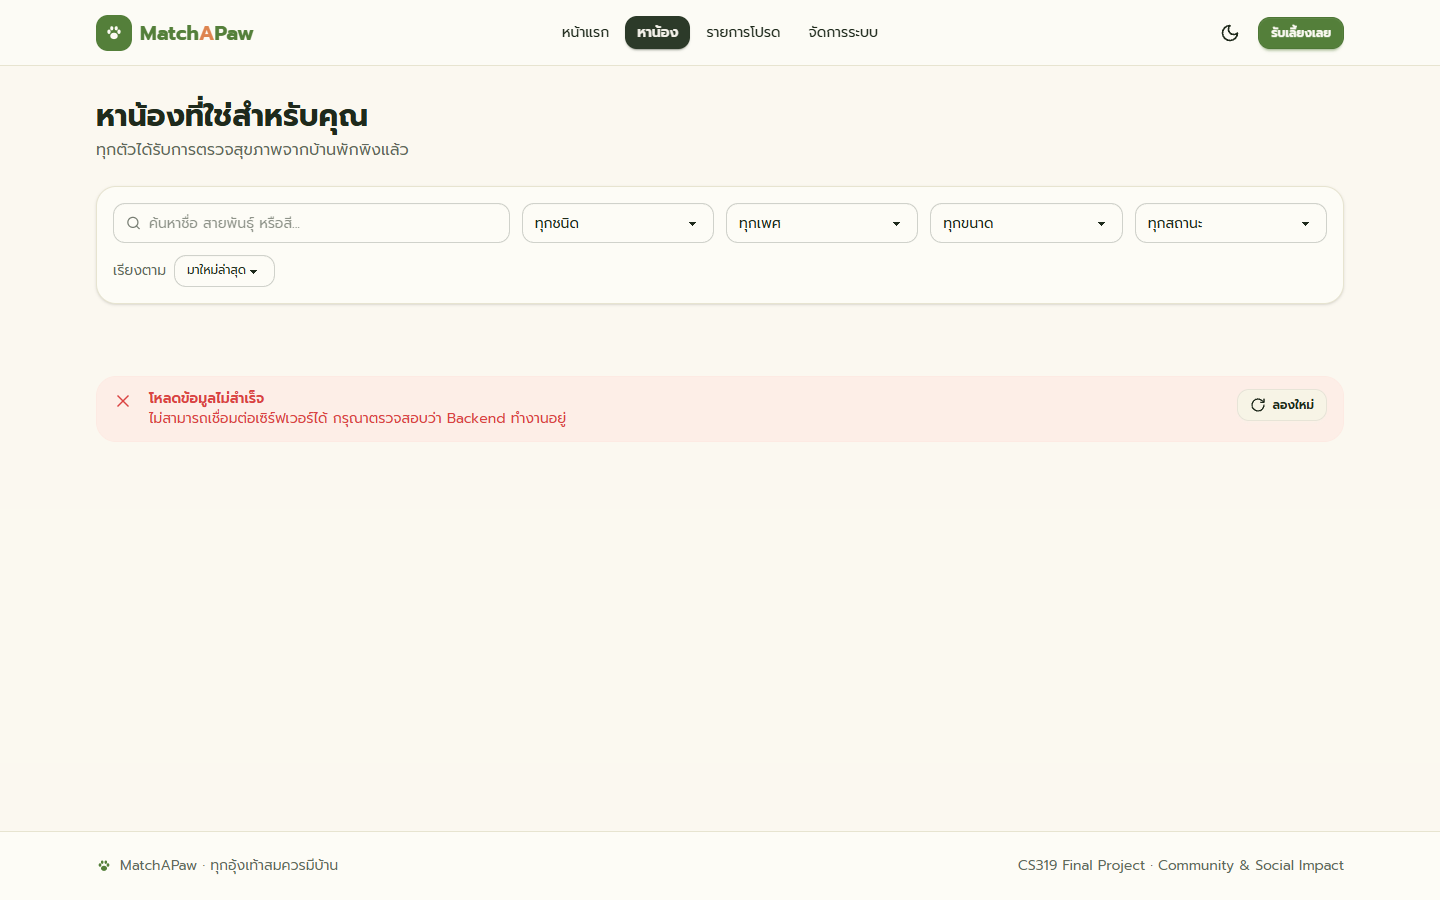 MatchAPaw
หน้าแรก
หาน้อง
รายการโปรด
จัดการระบบ
รับเลี้ยงเลย
หาน้องที่ใช่สำหรับคุณ
ทุกตัวได้รับการตรวจสุขภาพจากบ้านพักพิงแล้ว
ค้นหาชื่อ สายพันธุ์ หรือสี...
ทุกชนิด
ทุกเพศ
ทุกขนาด
ทุกสถานะ
เรียงตาม
มาใหม่ล่าสุด
โหลดข้อมูลไม่สำเร็จ
ไม่สามารถเชื่อมต่อเซิร์ฟเวอร์ได้ กรุณาตรวจสอบว่า Backend ทำงานอยู่
ลองใหม่
MatchAPaw · ทุกอุ้งเท้าสมควรมีบ้าน
CS319 Final Project · Community & Social Impact